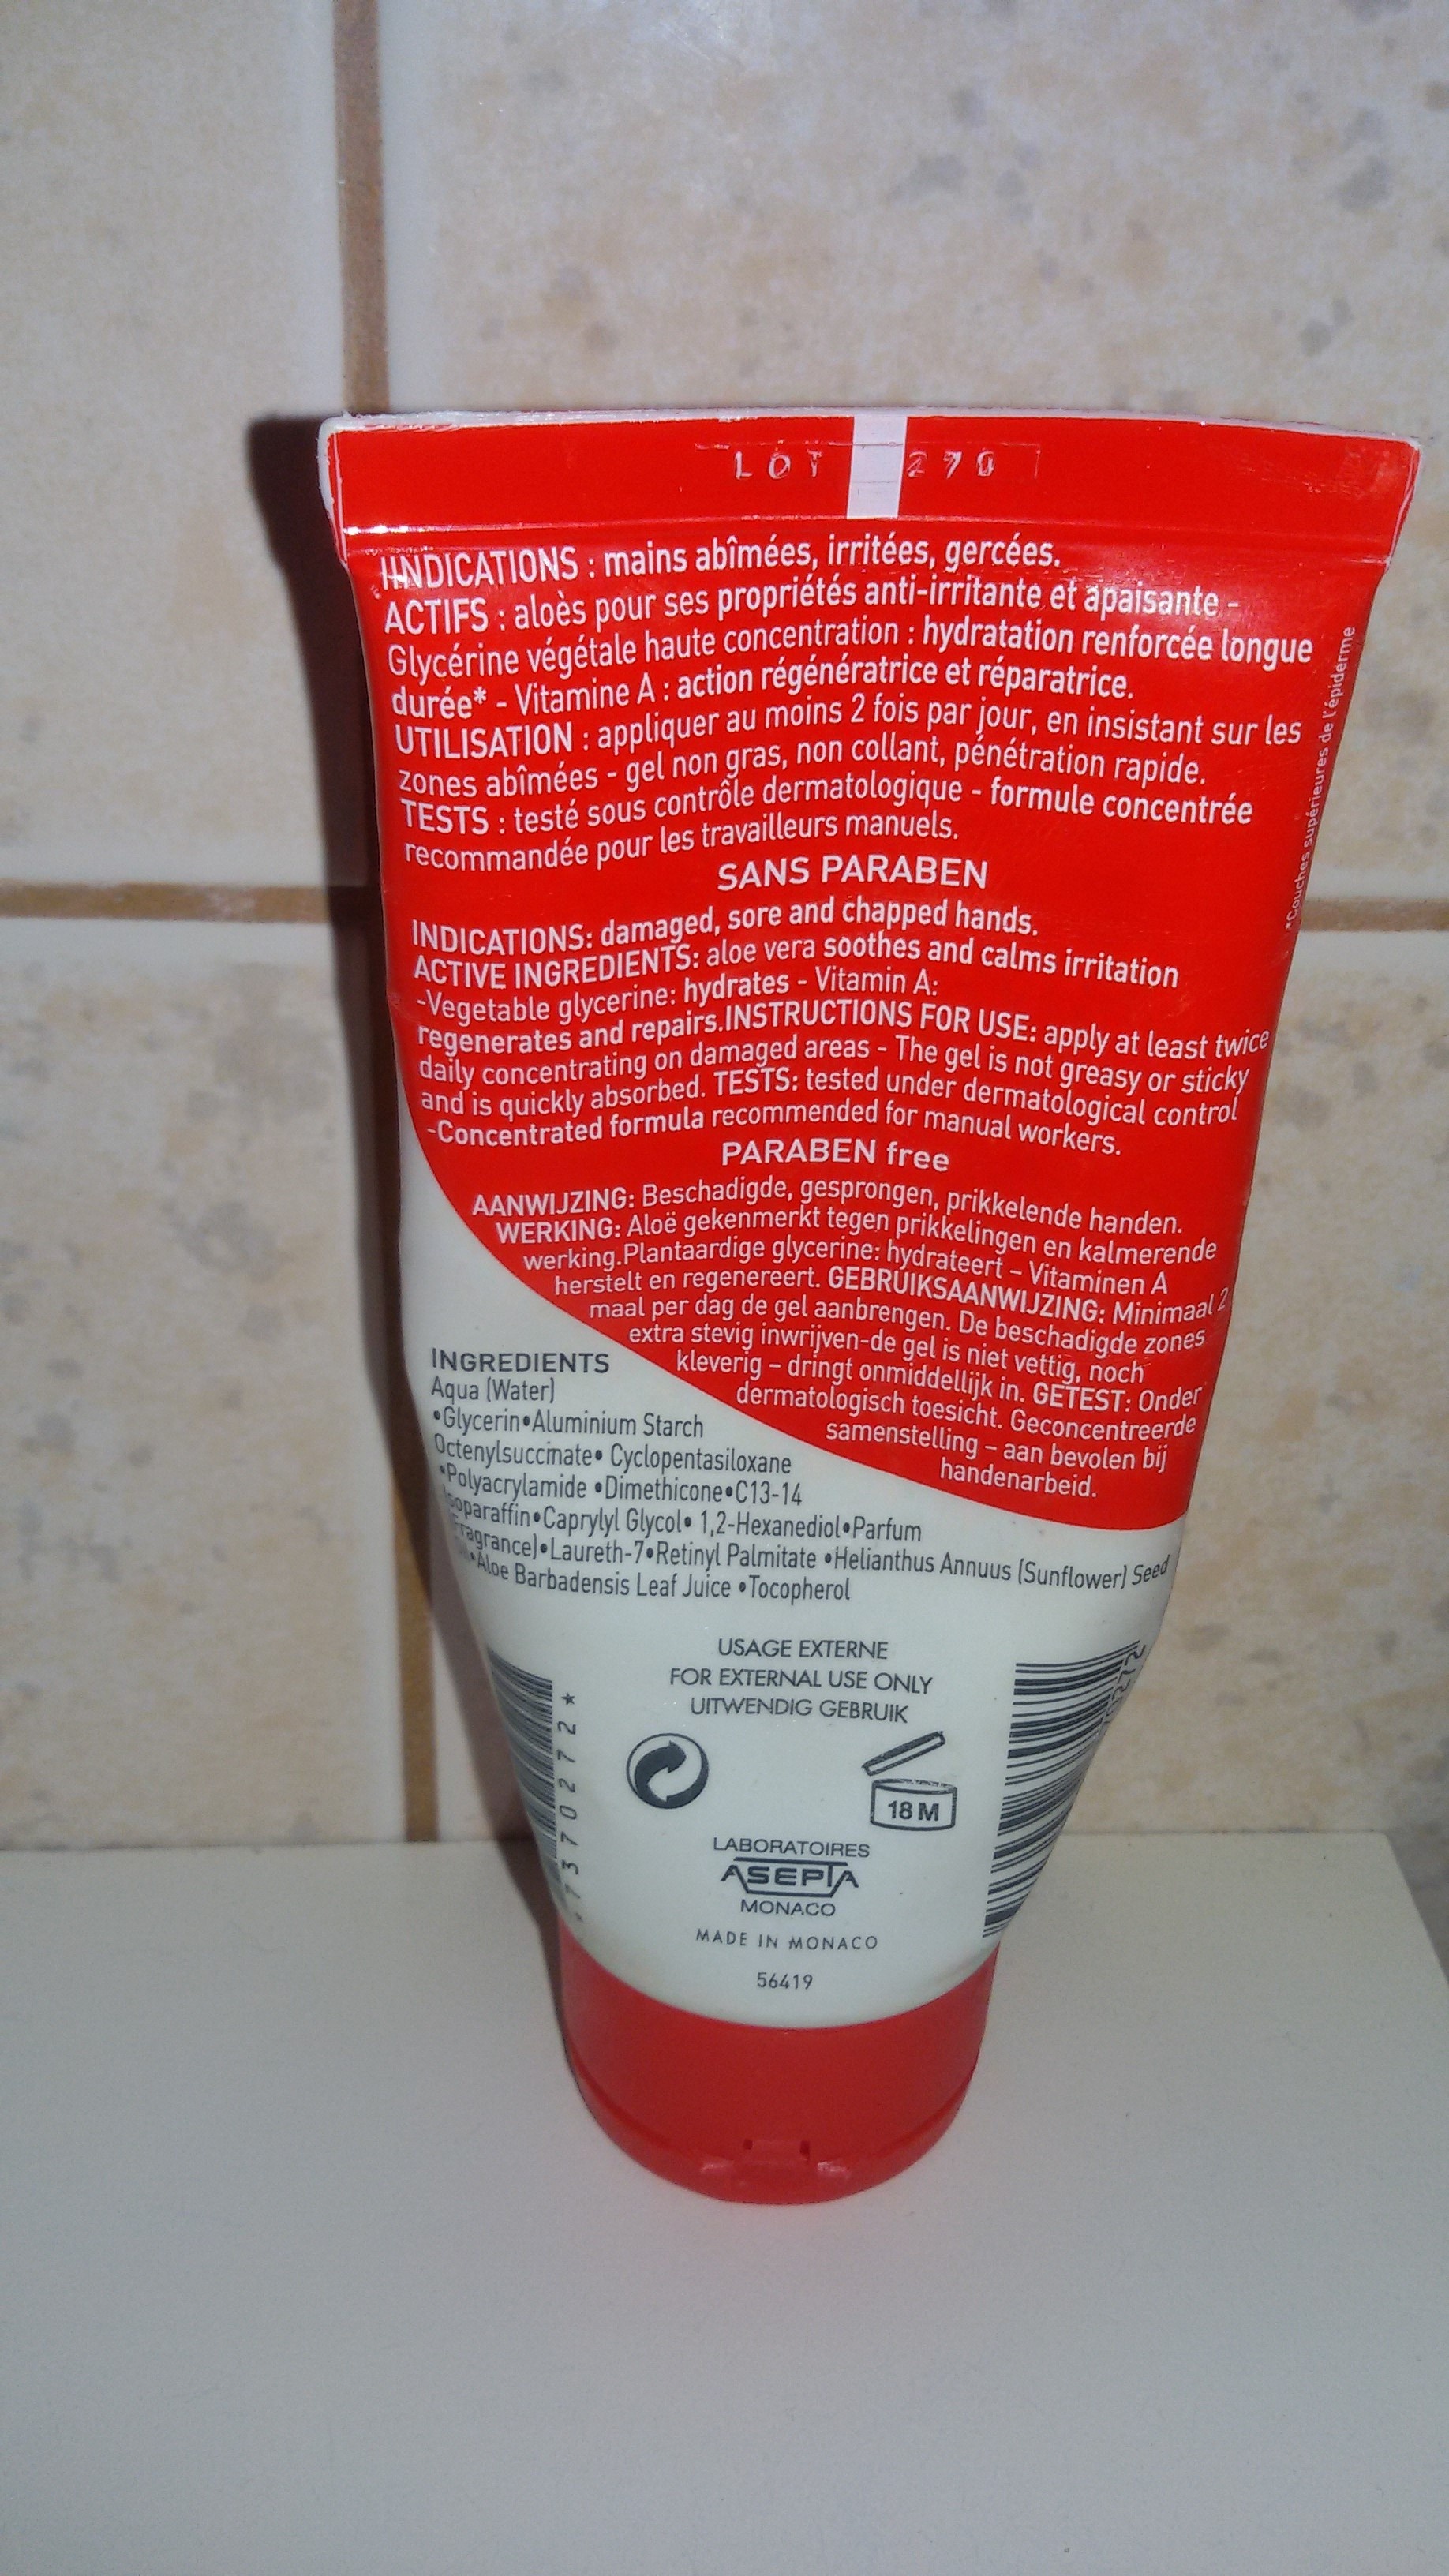 LOT 270
INDICATIONS : mains abîmées, irritées, gercées.
ACTIFS : aloès pour ses propriétés anti-irritante et apaisante -
Glycérine végétale haute concentration : hydratation renforcée longue
durée* - Vitamine A : action régénératrice et réparatrice.
UTILISATION : appliquer au moins 2 fois par jour, en insistant sur les
zones abîmées - gel non gras, non collant, pénétration rapide.
TESTS : testé sous contrôle dermatologique - formule concentrée
recommandée pour les travailleurs manuels.
*Couches supérieures de l'épiderme
SANS PARABEN
INDICATIONS: damaged, sore and chapped hands.
ACTIVE INGREDIENTS: aloe vera soothes and calms irritation
-Vegetable glycerine: hydrates - Vitamin A:
regenerates and repairs.INSTRUCTIONS FOR USE: apply at least twice
daily concentrating on damaged areas - The gel is not greasy or sticky
and is quickly absorbed. TESTS: tested under dermatological control
-Concentrated formula recommended for manual workers.
PARABEN free
AANWIJZING: Beschadigde, gesprongen, prikkelende handen.
WERKING: Aloë gekenmerkt tegen prikkelingen en kalmerende
werking.Plantaardige glycerine: hydrateert – Vitaminen A
herstelt en regenereert. GEBRUIKSAANWIJZING: Minimaal 2
maal per dag de gel aanbrengen. De beschadigde zones
extra stevig inwrijven-de gel is niet vettig, noch
kleverig – dringt onmiddellijk in. GETEST: Onder
dermatologisch toesicht. Geconcentreerde
samenstelling – aan bevolen bij
handenarbeid.
INGREDIENTS
Aqua (Water)
•Glycerin•Aluminium Starch
Octenylsuccinate• Cyclopentasiloxane
•Polyacrylamide •Dimethicone•C13-14
Isoparaffin•Caprylyl Glycol• 1,2-Hexanediol•Parfum
(Fragrance)•Laureth-7•Retinyl Palmitate •Helianthus Annuus (Sunflower) Seed
Oil•Aloe Barbadensis Leaf Juice •Tocopherol
USAGE EXTERNE
FOR EXTERNAL USE ONLY
UITWENDIG GEBRUIK
18 M
LABORATOIRES
ASEPTA
MONACO
MADE IN MONACO
56419
7370272*